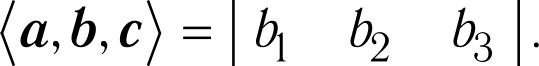 ⟨a, b, c⟩ = | b₁ b₂ b₃ | .